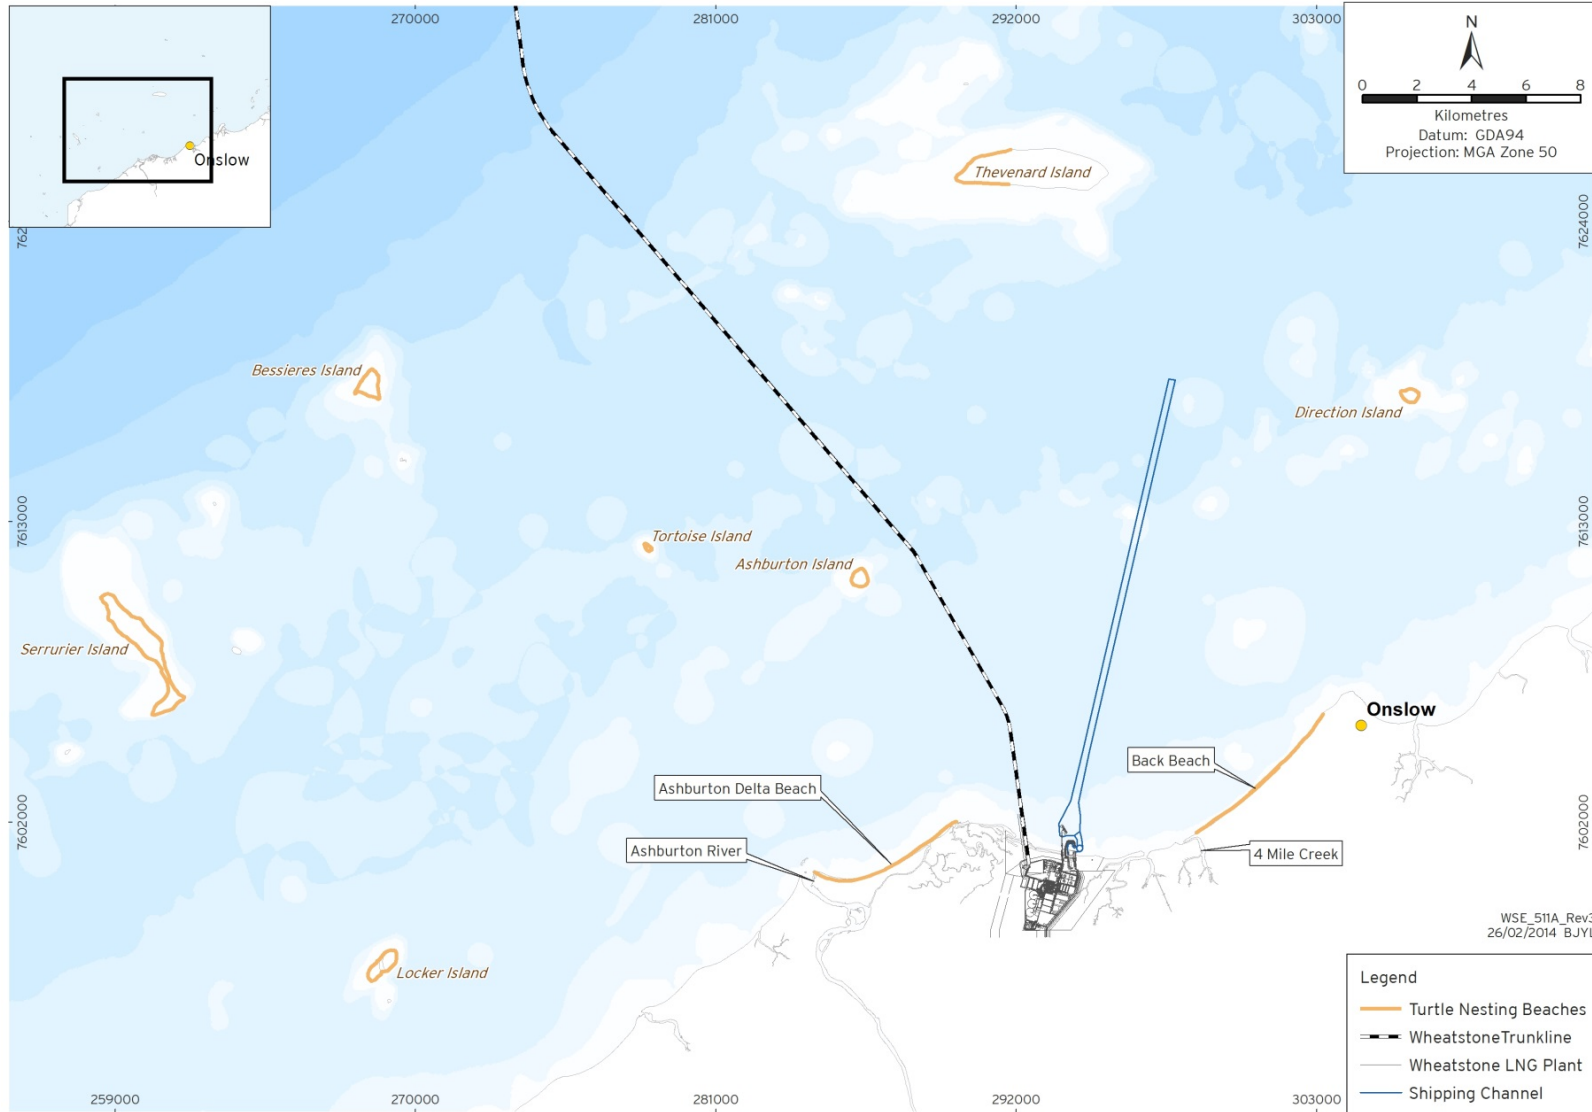 270000
281000
292000
303000
N
0 2 4 6 8
Kilometres
Datum: GDA94
Projection: MGA Zone 50
Onslow
Thevenard Island
762
7624000
Bessieres Island
Direction Island
7613000
7613000
Tortoise Island
Ashburton Island
Serrurier Island
Onslow
Back Beach
Ashburton Delta Beach
7602000
7602000
Ashburton River
4 Mile Creek
WSE_511A_Rev3
26/02/2014 BJYL
Locker Island
Legend
Turtle Nesting Beaches
WheatstoneTrunkline
Wheatstone LNG Plant
Shipping Channel
259000
270000
281000
292000
303000